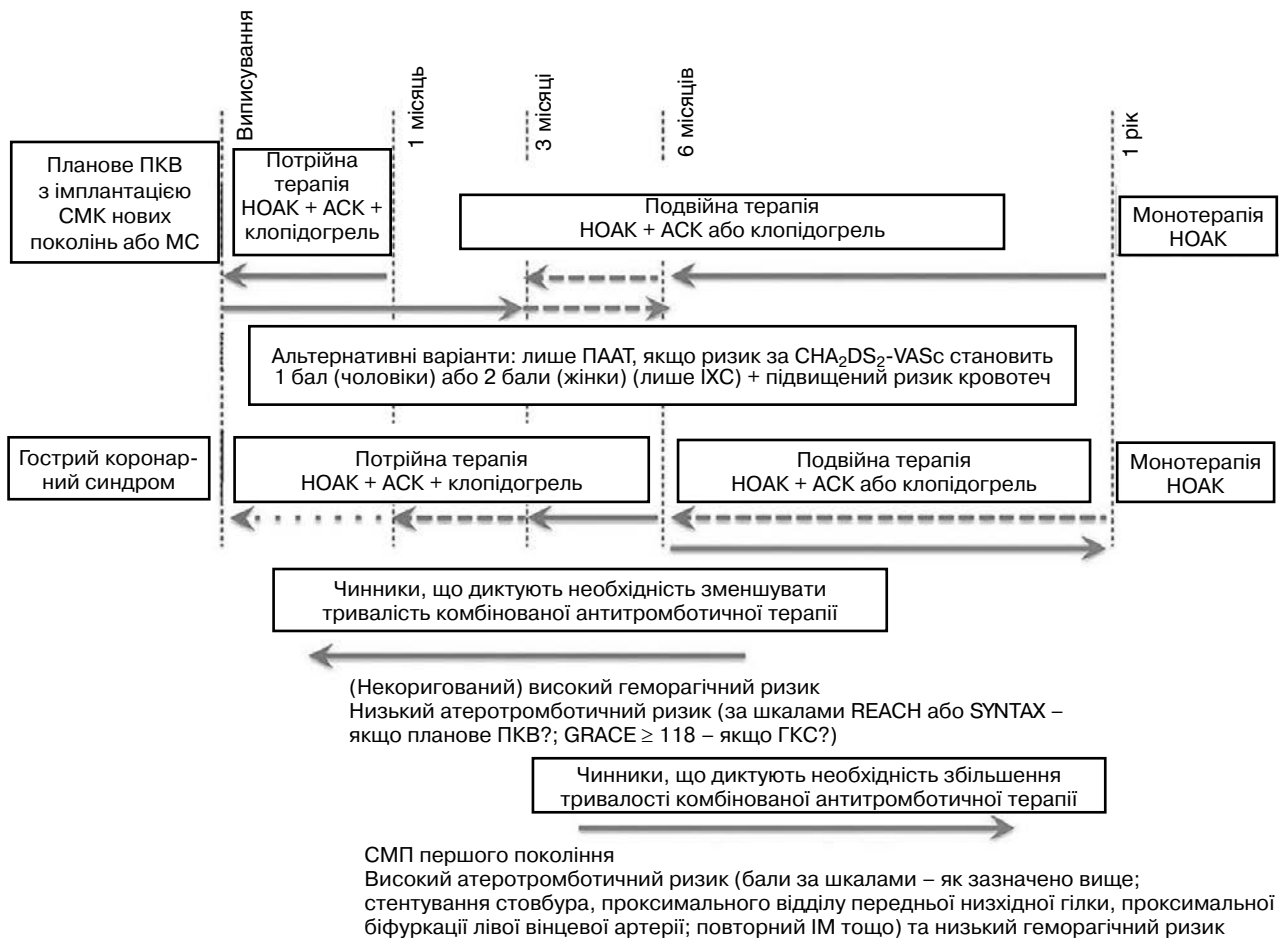 Виписування
1 місяць
3 місяці
6 місяців
1 рік
Планове ПКВ
з імплантацією
СМК нових
поколінь або МС
Потрійна
терапія
НОАК + АСК +
клопідогрель
Подвійна терапія
НОАК + АСК або клопідогрель
Монотерапія
НОАК
Альтернативні варіанти: лише ПААТ, якщо ризик за CHA₂DS₂-VASc становить
1 бал (чоловіки) або 2 бали (жінки) (лише ІХС) + підвищений ризик кровотеч
Гострий коронар-
ний синдром
Потрійна терапія
НОАК + АСК + клопідогрель
Подвійна терапія
НОАК + АСК або клопідогрель
Монотерапія
НОАК
Чинники, що диктують необхідність зменшувати
тривалість комбінованої антитромботичної терапії
(Некоригований) високий геморагічний ризик
Низький атеротромботичний ризик (за шкалами REACH або SYNTAX –
якщо планове ПКВ?; GRACE ≥ 118 – якщо ГКС?)
Чинники, що диктують необхідність збільшення
тривалості комбінованої антитромботичної терапії
СМП першого покоління
Високий атеротромботичний ризик (бали за шкалами – як зазначено вище;
стентування стовбура, проксимального відділу передньої низхідної гілки, проксимальної
біфуркації лівої вінцевої артерії; повторний ІМ тощо) та низький геморагічний ризик